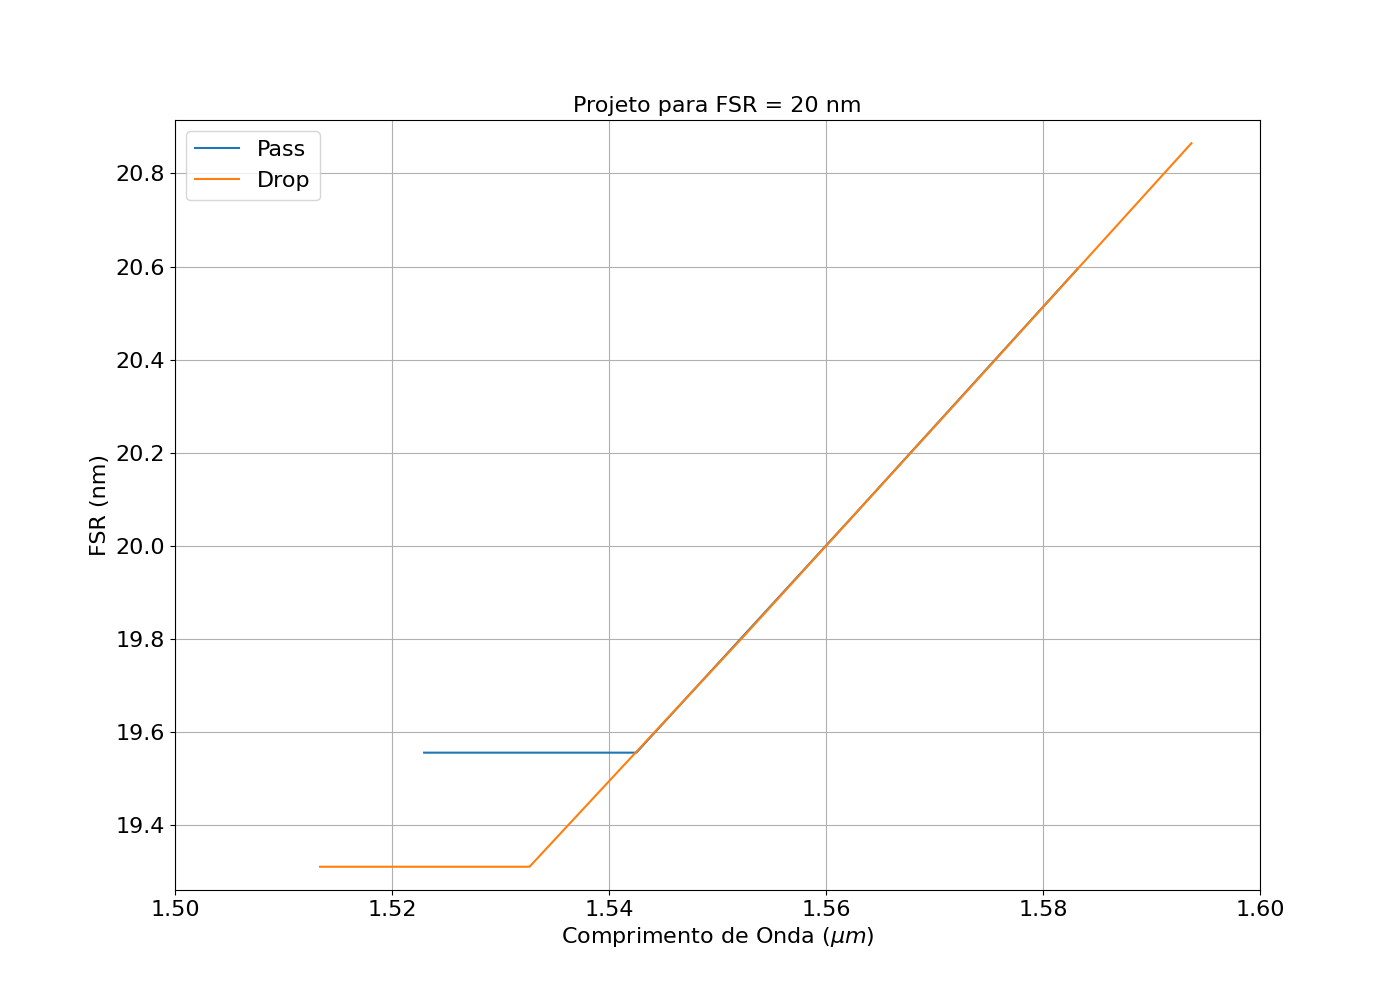 Projeto para FSR = 20 nm
Pass
Drop
20.8
20.6
20.4
20.2
20.0
19.8
19.6
19.4
FSR (nm)
1.50 1.52 1.54 1.56 1.58 1.60
Comprimento de Onda (μm)